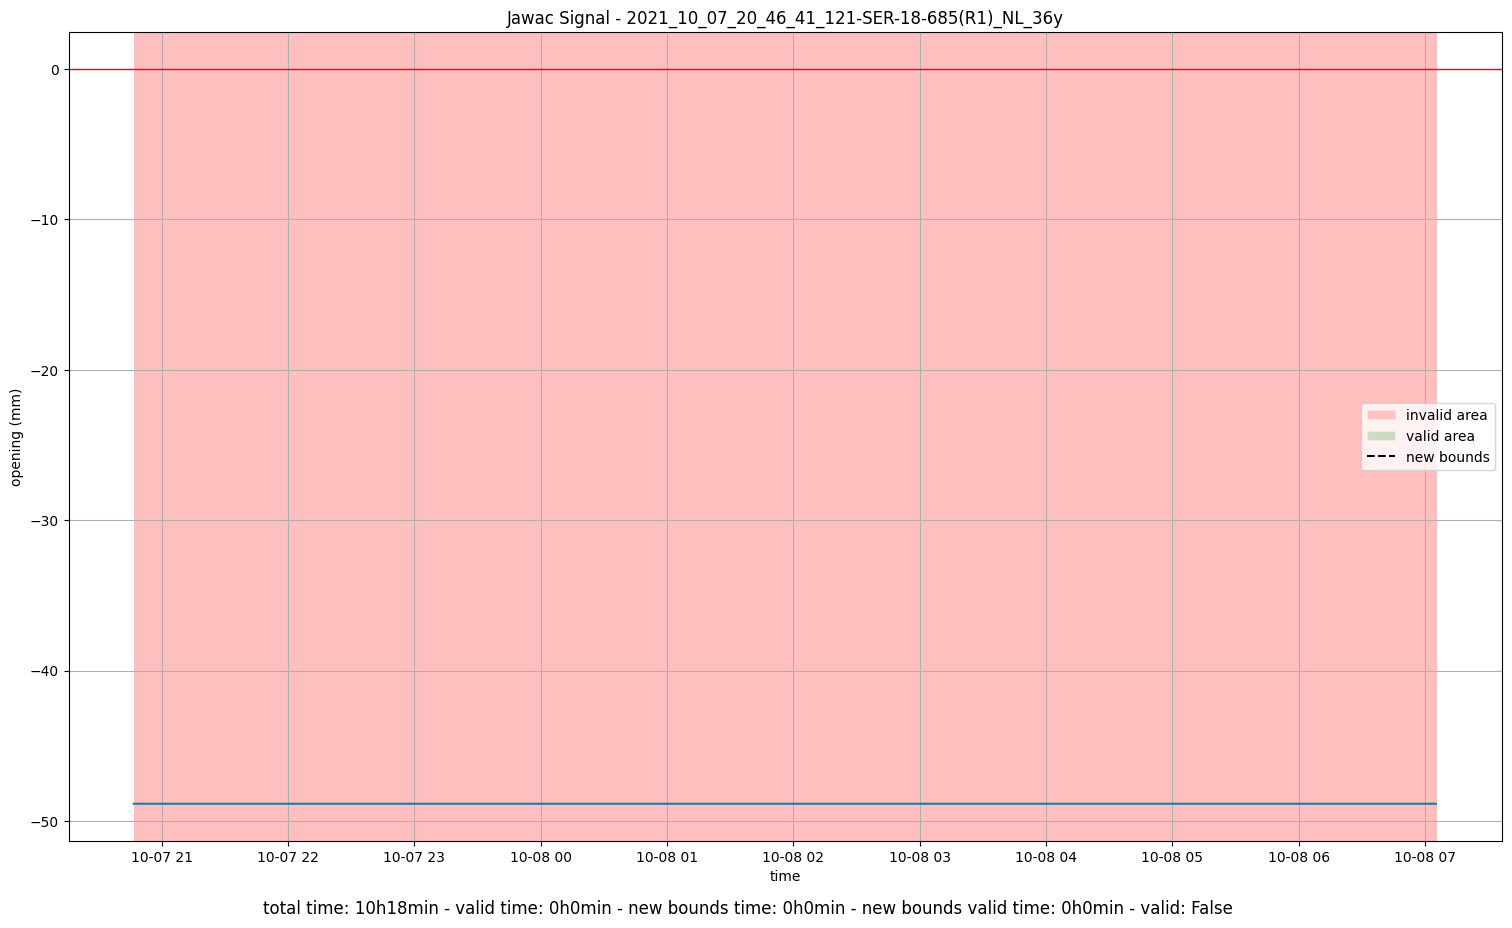 Jawac Signal - 2021_10_07_20_46_41_121-SER-18-685(R1)_NL_36y
0
−10
−20
−30
−40
−50
opening (mm)
invalid area
valid area
new bounds
10-07 21
10-07 22
10-07 23
10-08 00
10-08 01
10-08 02
10-08 03
10-08 04
10-08 05
10-08 06
10-08 07
time
total time: 10h18min - valid time: 0h0min - new bounds time: 0h0min - new bounds valid time: 0h0min - valid: False